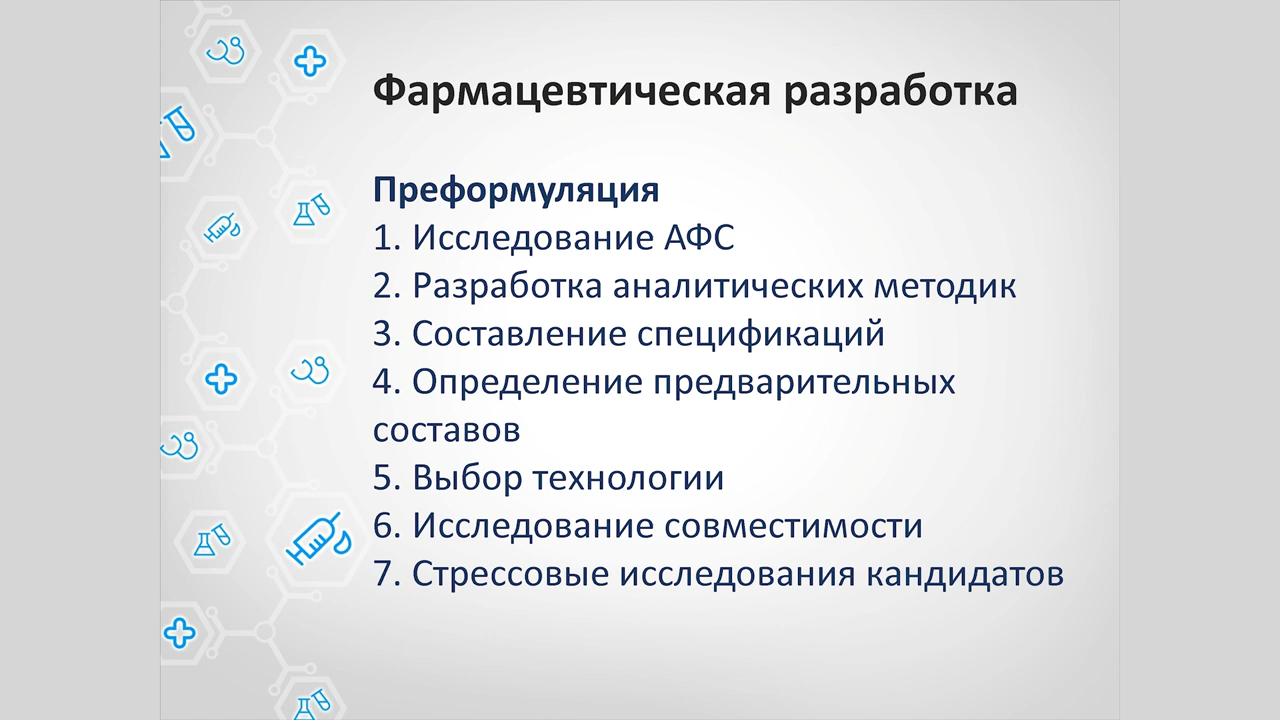 Фармацевтическая разработка
Преформуляция
1. Исследование АФС
2. Разработка аналитических методик
3. Составление спецификаций
4. Определение предварительных
составов
5. Выбор технологии
6. Исследование совместимости
7. Стрессовые исследования кандидатов